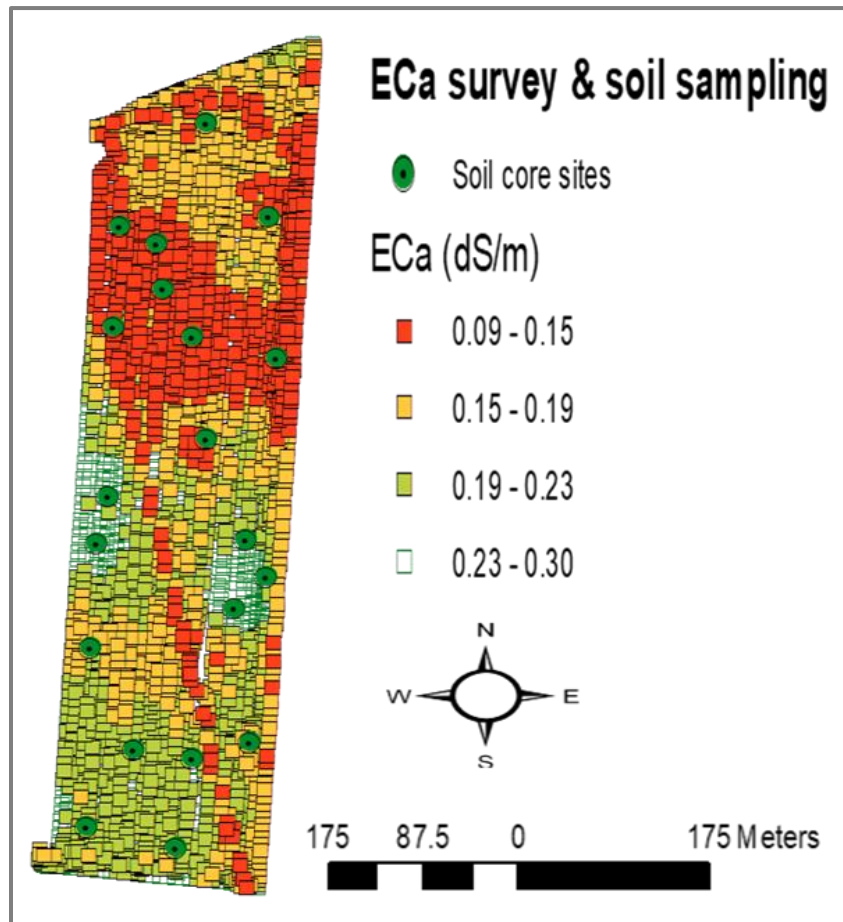 ECa survey & soil sampling
Soil core sites
ECa (dS/m)
0.09 - 0.15
0.15 - 0.19
0.19 - 0.23
0.23 - 0.30
N
W E
S
175 87.5 0 175 Meters